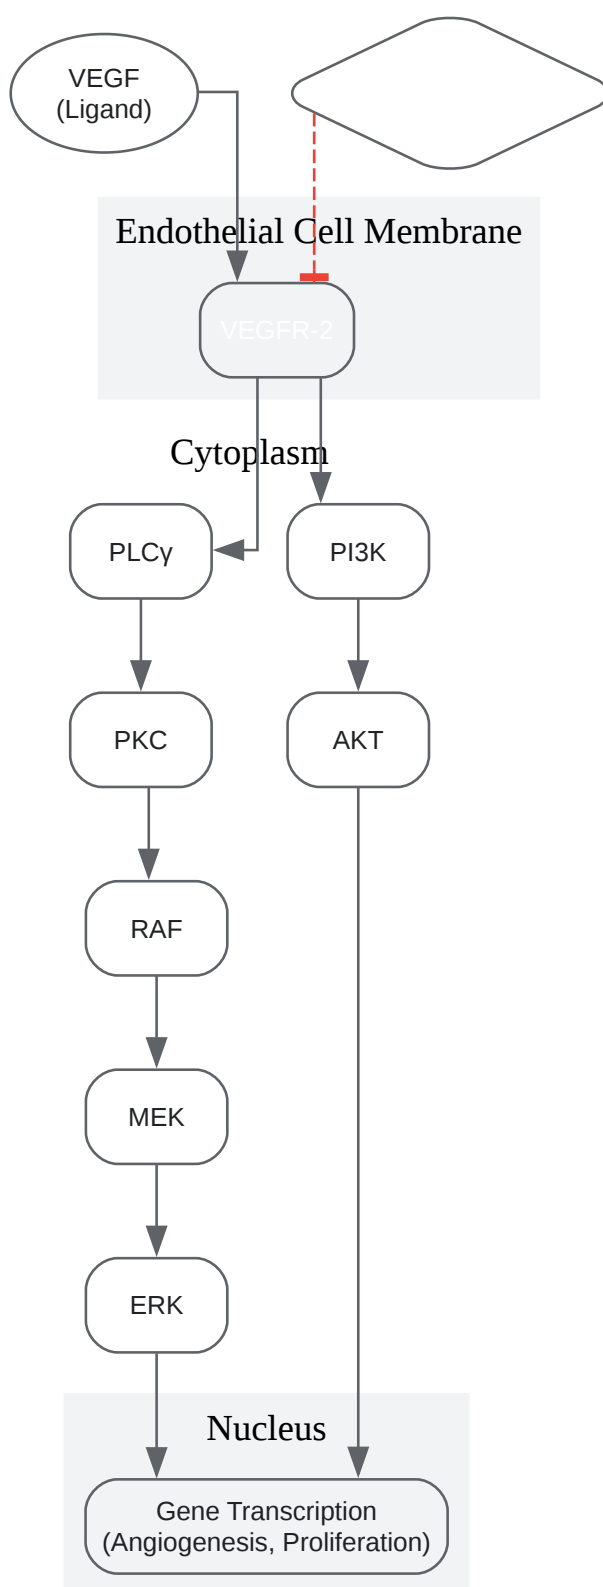 VEGF
(Ligand)
Endothelial Cell Membrane
VEGFR-2
Cytoplasm
PLCγ
PI3K
PKC
AKT
RAF
MEK
ERK
Nucleus
Gene Transcription
(Angiogenesis, Proliferation)